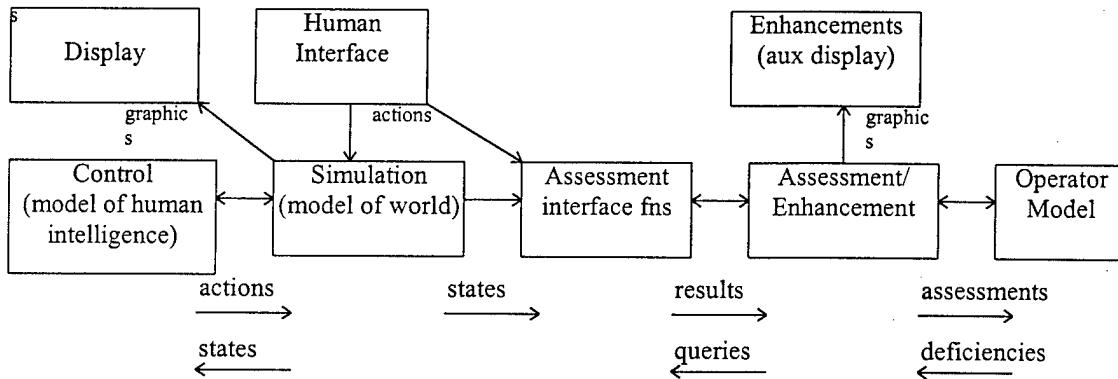 s
Display
Human
Interface
Enhancements
(aux display)
graphic
s
actions
graphic
s
Control
(model of human
intelligence)
Simulation
(model of world)
Assessment
interface fns
Assessment/
Enhancement
Operator
Model
actions
states
results
assessments
states
queries
deficiencies